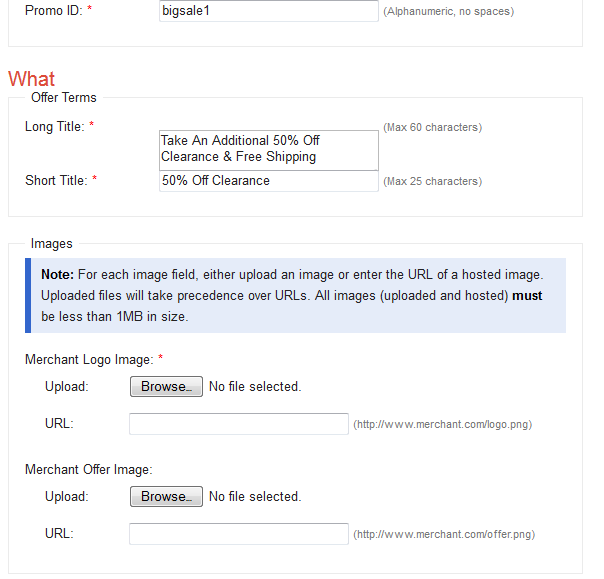 Promo ID: * bigsale1 (Alphanumeric, no spaces)
What
Offer Terms
Long Title: * (Max 60 characters)
Take An Additional 50% Off
Clearance & Free Shipping
Short Title: * 50% Off Clearance (Max 25 characters)
Images
Note: For each image field, either upload an image or enter the URL of a hosted image.
Uploaded files will take precedence over URLs. All images (uploaded and hosted) must
be less than 1MB in size.
Merchant Logo Image: *
Upload: Browse... No file selected.
URL: (http://www.merchant.com/logo.png)
Merchant Offer Image:
Upload: Browse... No file selected.
URL: (http://www.merchant.com/offer.png)